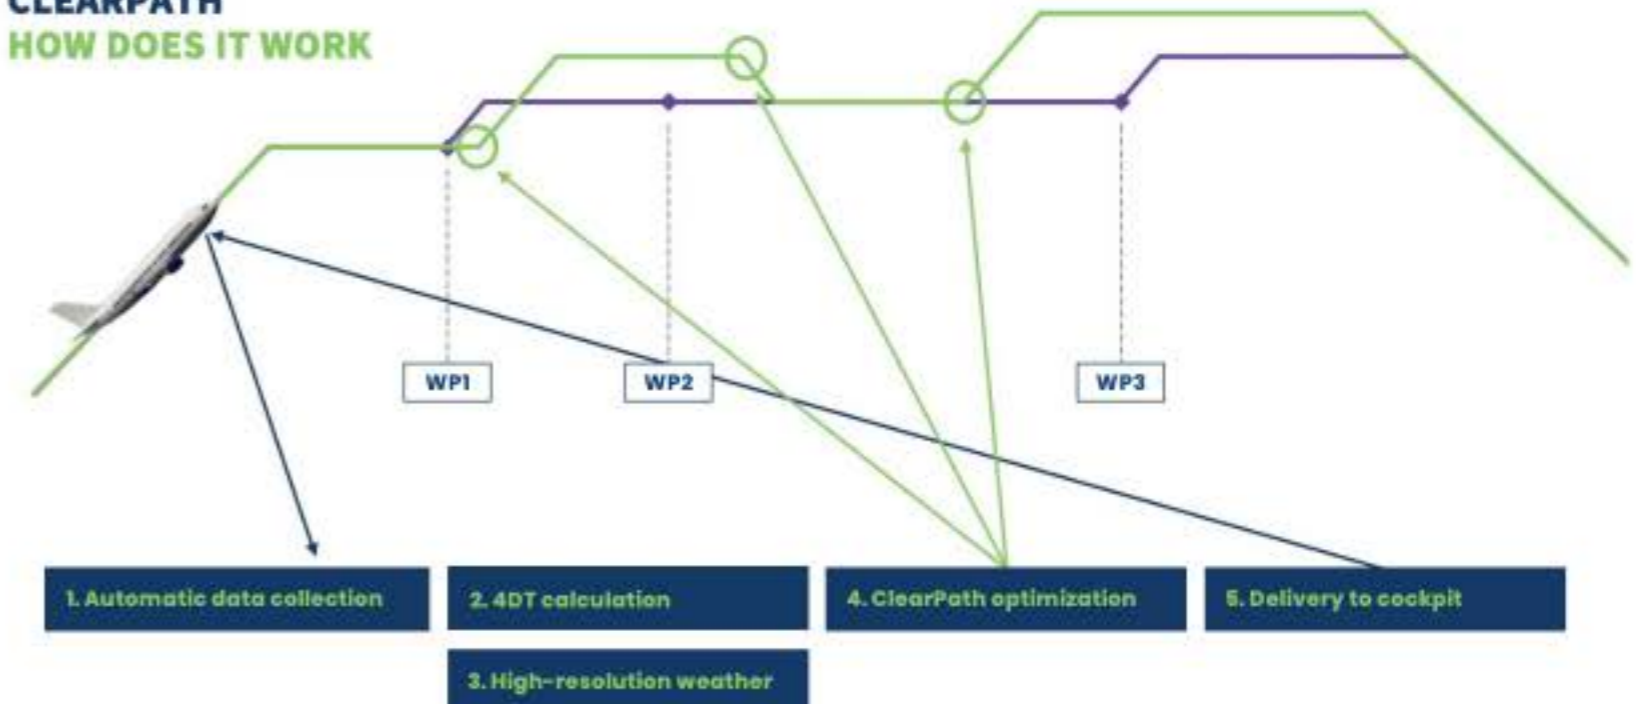 CLEARPATH
HOW DOES IT WORK
WP1
WP2
WP3
1. Automatic data collection
2. 4DT calculation
4. ClearPath optimization
5. Delivery to cockpit
3. High-resolution weather